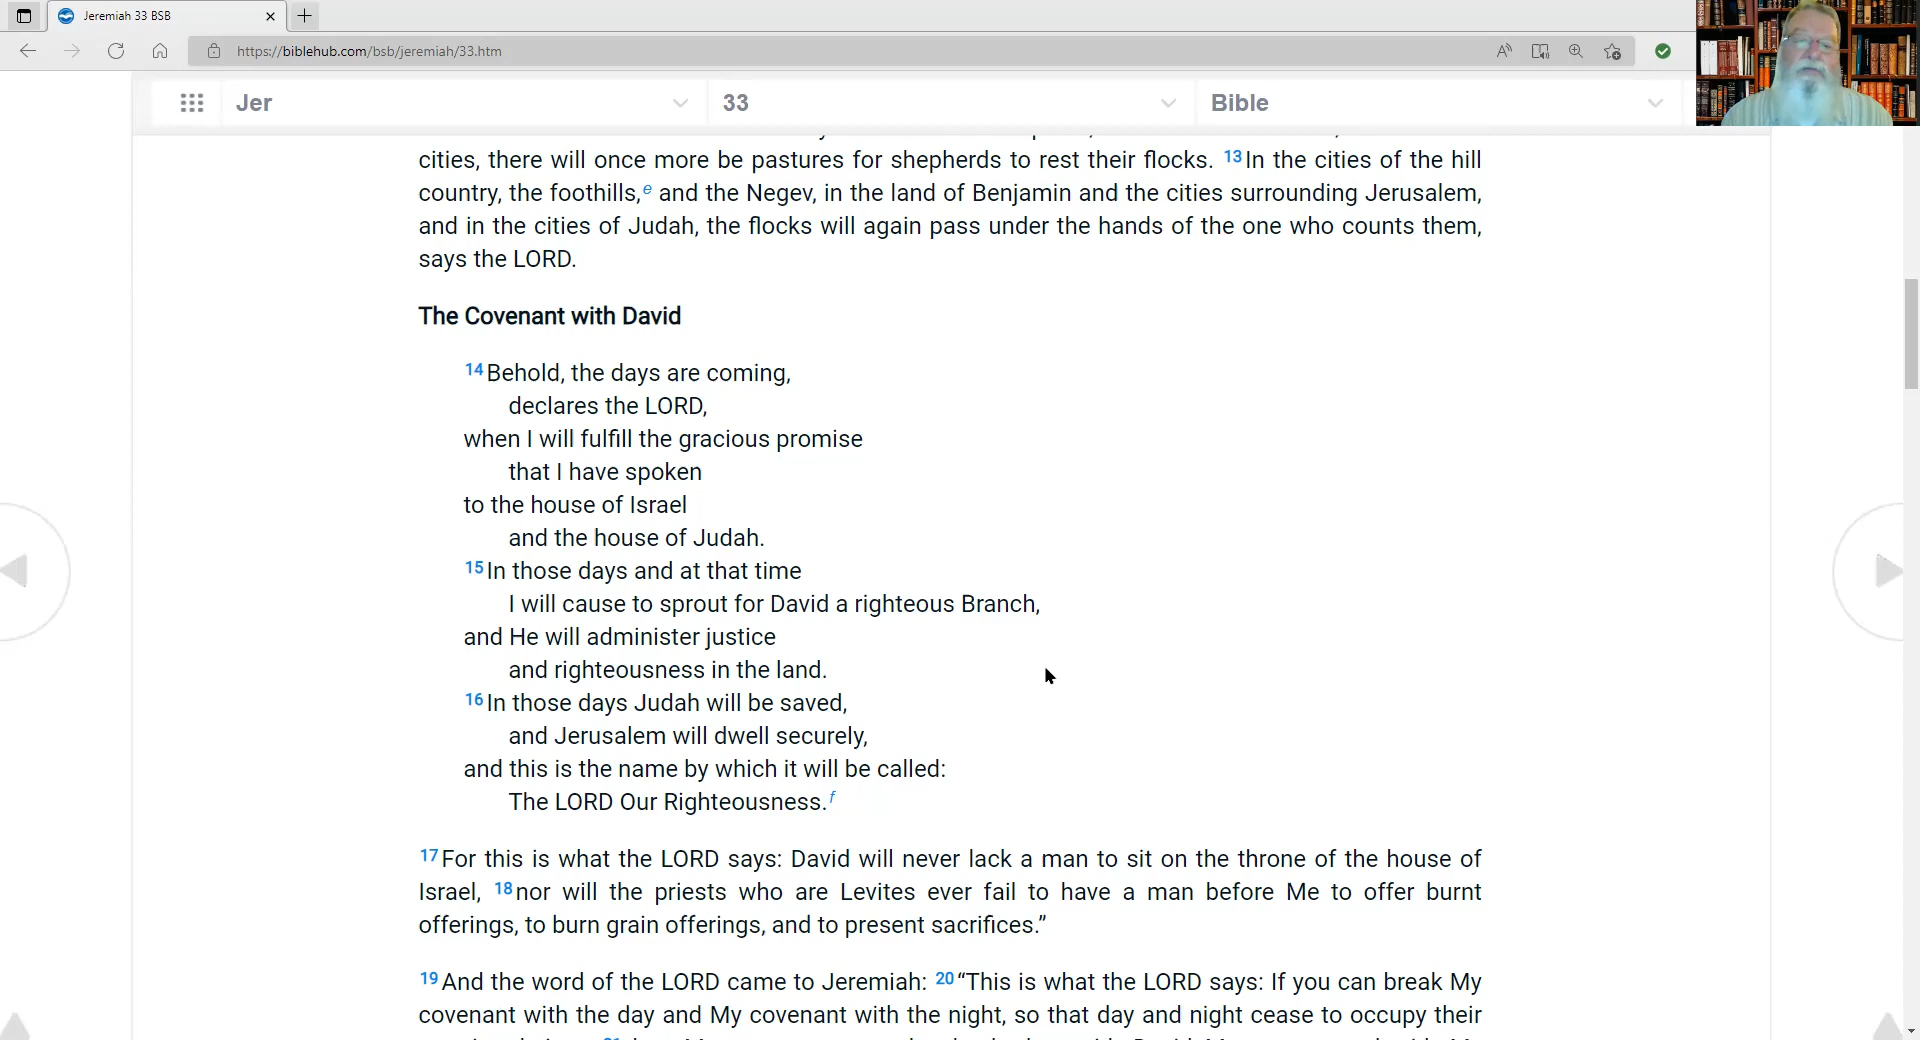 Jeremiah 33 BSB
https://biblehub.com/bsb/jeremiah/33.htm
Jer
33
Bible
cities, there will once more be pastures for shepherds to rest their flocks. 13 In the cities of the hill
country, the foothills,e and the Negev, in the land of Benjamin and the cities surrounding Jerusalem,
and in the cities of Judah, the flocks will again pass under the hands of the one who counts them,
says the LORD.
The Covenant with David
14 Behold, the days are coming,
declares the LORD,
when I will fulfill the gracious promise
that I have spoken
to the house of Israel
and the house of Judah.
15 In those days and at that time
I will cause to sprout for David a righteous Branch,
and He will administer justice
and righteousness in the land.
16 In those days Judah will be saved,
and Jerusalem will dwell securely,
and this is the name by which it will be called:
The LORD Our Righteousness.f
17 For this is what the LORD says: David will never lack a man to sit on the throne of the house of
Israel, 18 nor will the priests who are Levites ever fail to have a man before Me to offer burnt
offerings, to burn grain offerings, and to present sacrifices.”
19 And the word of the LORD came to Jeremiah: 20 “This is what the LORD says: If you can break My
covenant with the day and My covenant with the night, so that day and night cease to occupy their